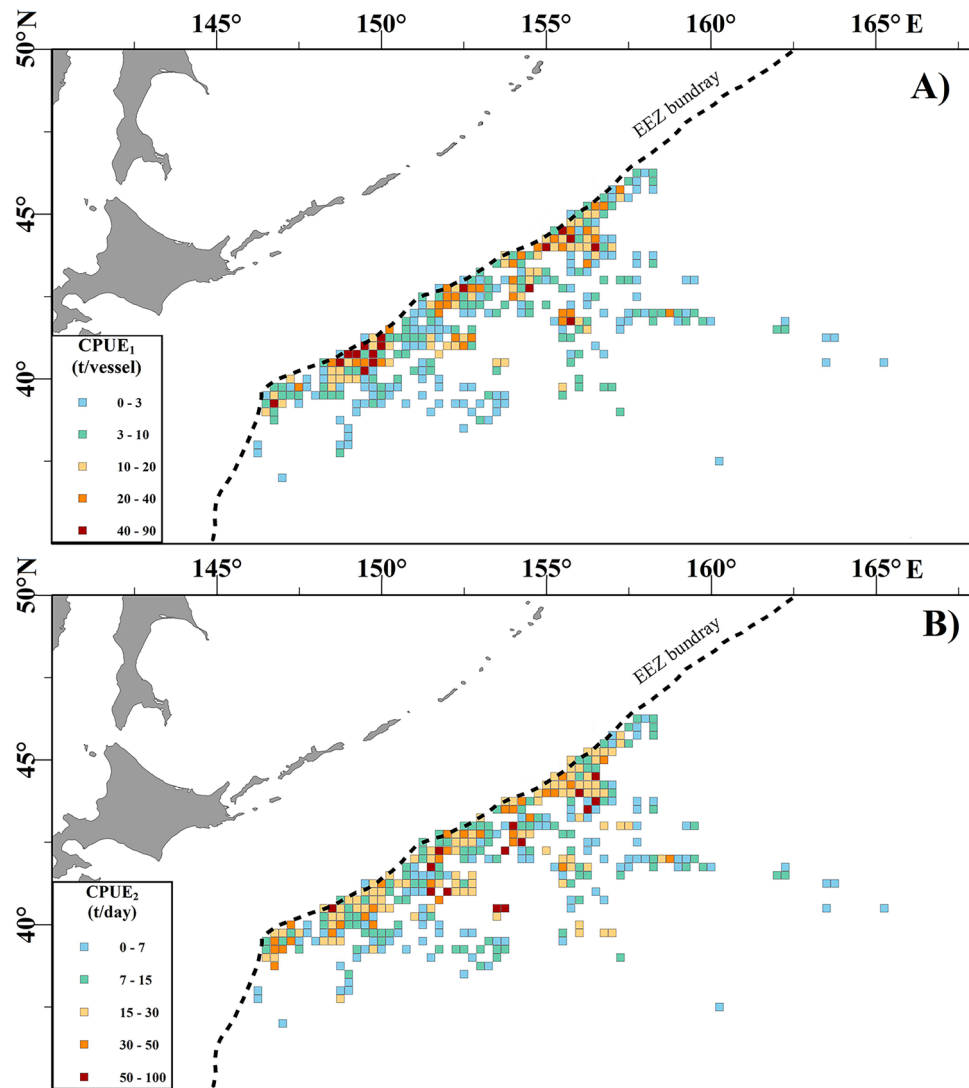 145° 150° 155° 160° 165° E
50°N
A)
EEZ bundray
45°
CPUE₁
(t/vessel)
40°
0 - 3
3 - 10
10 - 20
20 - 40
40 - 90
145° 150° 155° 160° 165° E
50°N
B)
EEZ bundray
45°
CPUE₂
(t/day)
40°
0 - 7
7 - 15
15 - 30
30 - 50
50 - 100